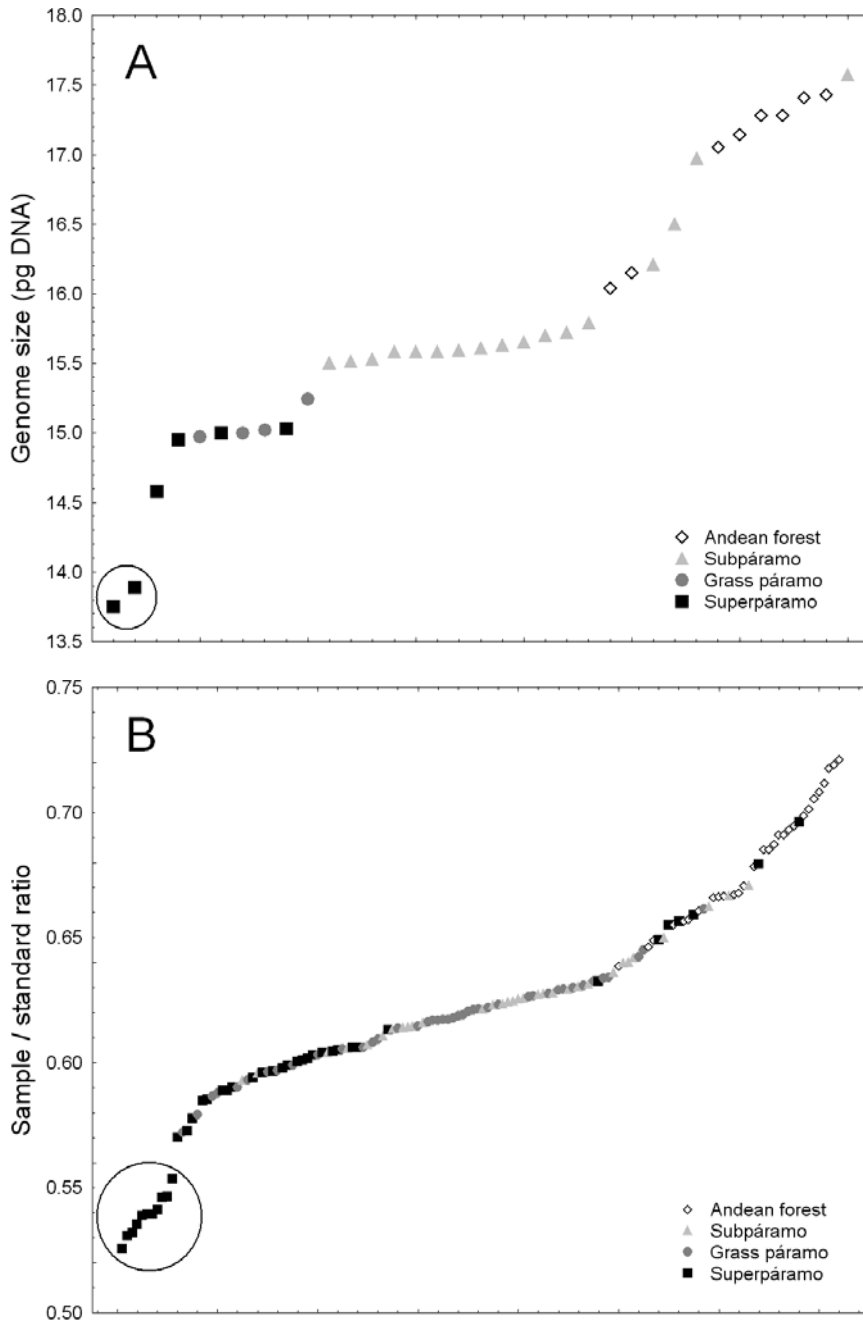 A
Genome size (pg DNA)
18.0
17.5
17.0
16.5
16.0
15.5
15.0
14.5
14.0
13.5
Andean forest
Subpáramo
Grass páramo
Superpáramo
B
Sample / standard ratio
0.75
0.70
0.65
0.60
0.55
0.50
Andean forest
Subpáramo
Grass páramo
Superpáramo